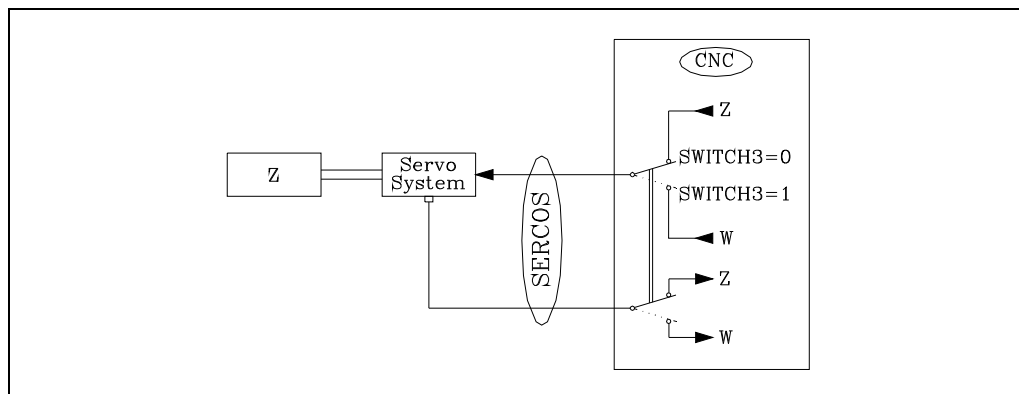 CNC
Z
SWITCH3=0
Z
Servo
System
SWITCH3=1
SERCOS
W
Z
W